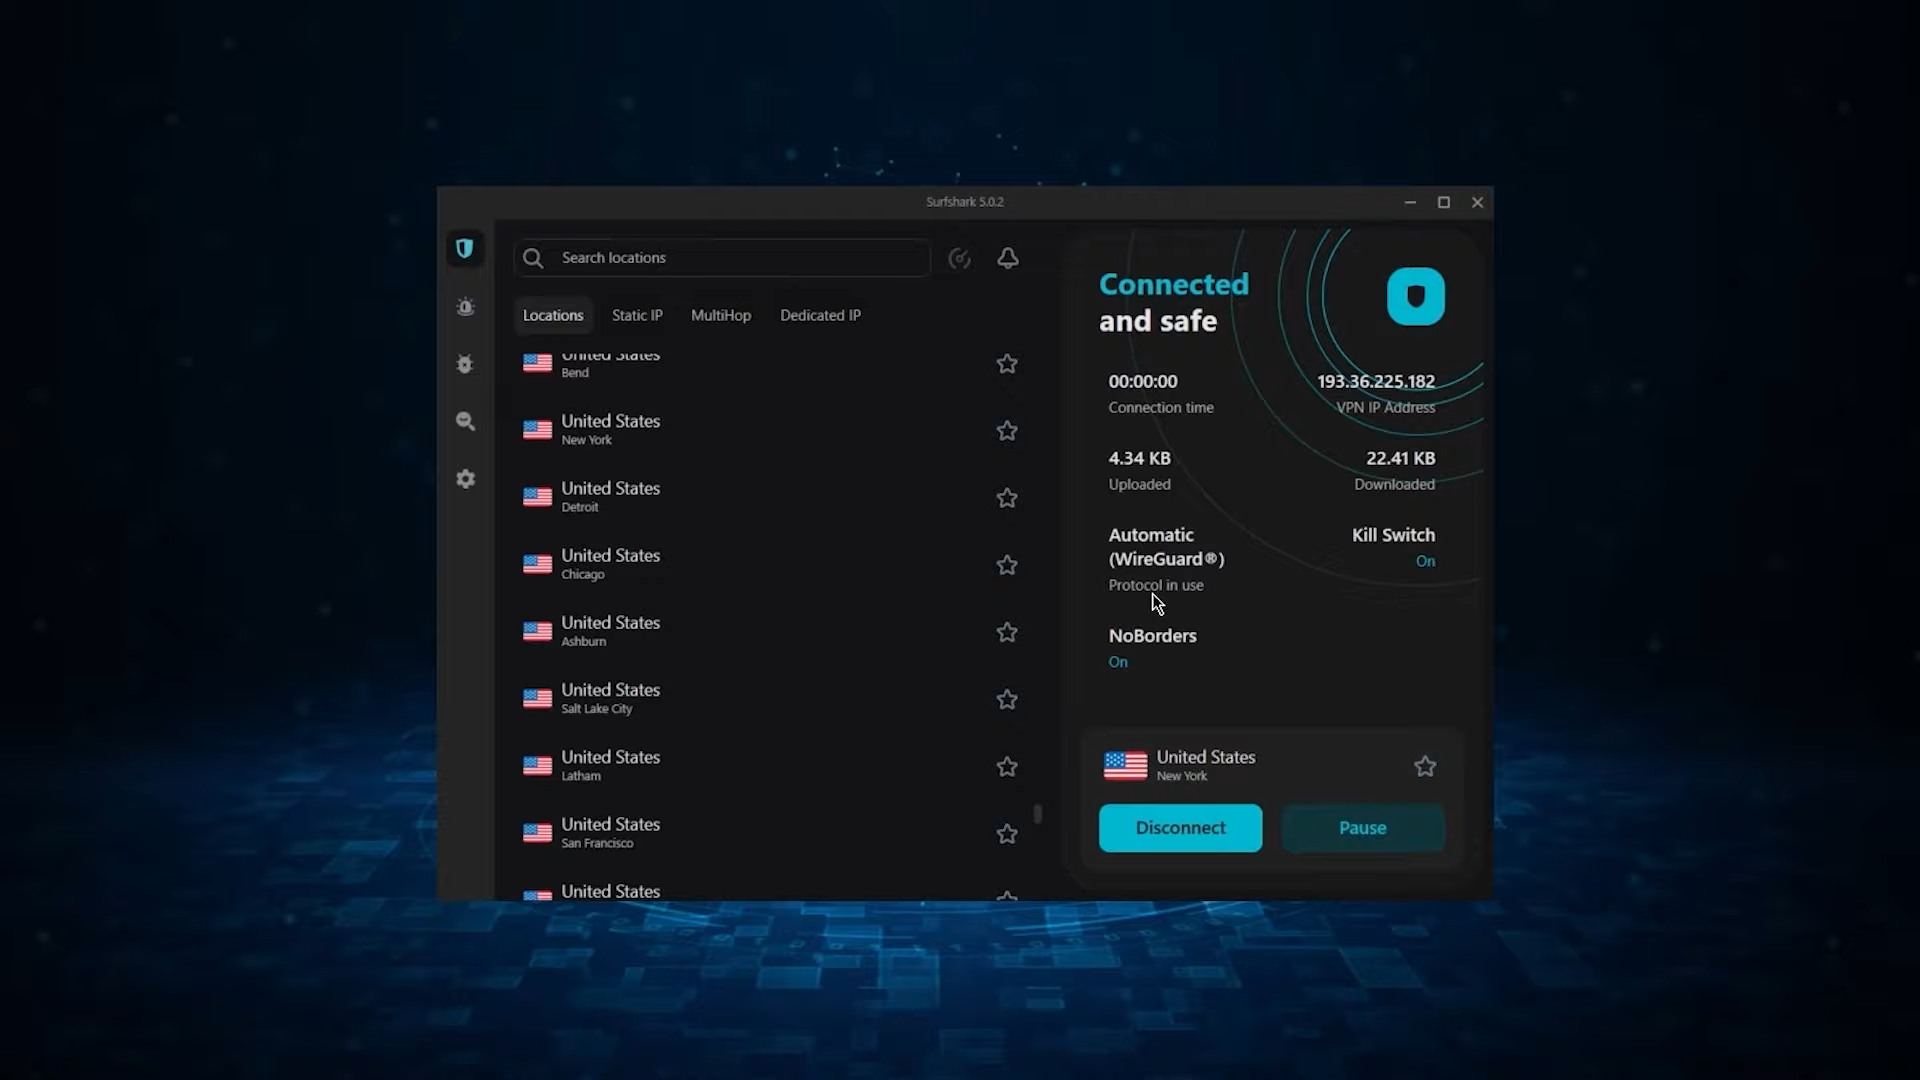 Surfshark 5.0.2
Search locations
Locations
Static IP
MultiHop
Dedicated IP
United States
Bend
United States
New York
United States
Detroit
United States
Chicago
United States
Ashburn
United States
Salt Lake City
United States
Latham
United States
San Francisco
United States
Connected
and safe
00:00:00
Connection time
193.36.225.182
VPN IP Address
4.34 KB
Uploaded
22.41 KB
Downloaded
Automatic
(WireGuard®)
Protocol in use
Kill Switch
On
NoBorders
On
United States
New York
Disconnect
Pause